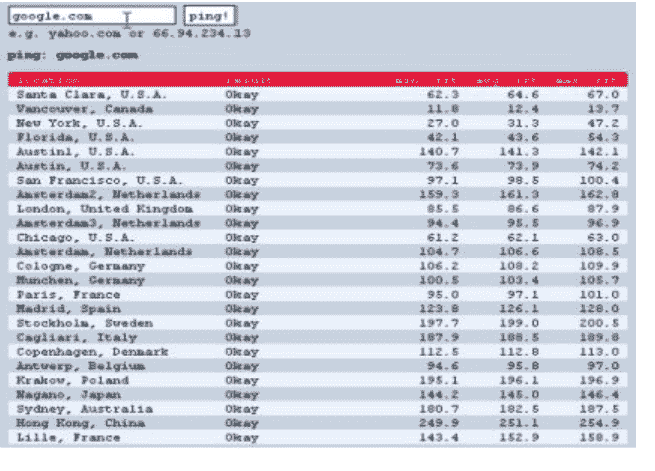 google.com ping!
e.g. yahoo.com or 66.94.234.13
ping: google.com
location result min. rrt avg. rrt max. rrt
Santa Clara, U.S.A. Okay 62.3 64.6 67.0
Vancouver, Canada Okay 11.8 12.4 13.7
New York, U.S.A. Okay 27.0 31.3 47.2
Florida, U.S.A. Okay 42.1 43.6 54.3
Austin1, U.S.A. Okay 140.7 141.3 142.1
Austin, U.S.A. Okay 73.6 73.9 74.2
San Francisco, U.S.A. Okay 97.1 98.5 100.4
Amsterdam2, Netherlands Okay 159.3 161.3 162.8
London, United Kingdom Okay 85.5 86.6 87.9
Amsterdam3, Netherlands Okay 94.4 95.5 96.9
Chicago, U.S.A. Okay 61.2 62.1 63.0
Amsterdam, Netherlands Okay 104.7 106.6 108.5
Cologne, Germany Okay 106.2 108.2 109.9
Munchen, Germany Okay 100.5 103.4 105.7
Paris, France Okay 95.0 97.1 101.0
Madrid, Spain Okay 123.8 126.1 128.0
Stockholm, Sweden Okay 197.7 199.0 200.5
Cagliari, Italy Okay 187.9 188.5 189.8
Copenhagen, Denmark Okay 112.5 112.8 113.0
Antwerp, Belgium Okay 94.6 95.8 97.0
Krakow, Poland Okay 195.1 196.1 196.9
Nagano, Japan Okay 144.2 145.0 146.4
Sydney, Australia Okay 180.7 182.5 187.5
Hong Kong, China Okay 249.9 251.1 254.9
Lille, France Okay 143.4 152.9 158.9